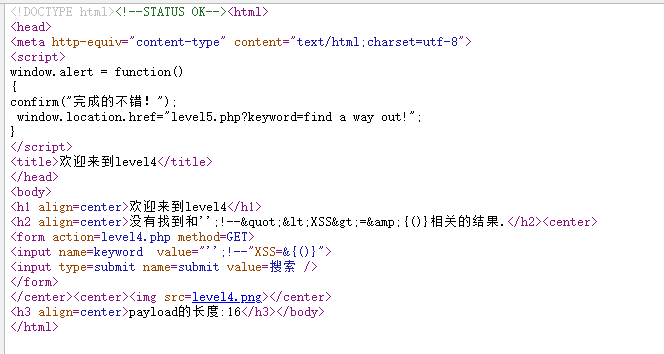 <!DOCTYPE html><!--STATUS OK--><html>
<head>
<meta http-equiv="content-type" content="text/html;charset=utf-8">
<script>
window.alert = function()
{
confirm("完成的不错！");
 window.location.href="level5.php?keyword=find a way out!";
}
</script>
<title>欢迎来到level4</title>
</head>
<body>
<h1 align=center>欢迎来到level4</h1>
<h2 align=center>没有找到和'';!--&quot;&lt;XSS&gt;=&amp;{()}相关的结果.</h2><center>
<form action=level4.php method=GET>
<input name=keyword  value="'';!--"XSS=&{()}">
<input type=submit name=submit value=搜索 />
</form>
</center><center><img src=level4.png></center>
<h3 align=center>payload的长度:16</h3></body>
</html>